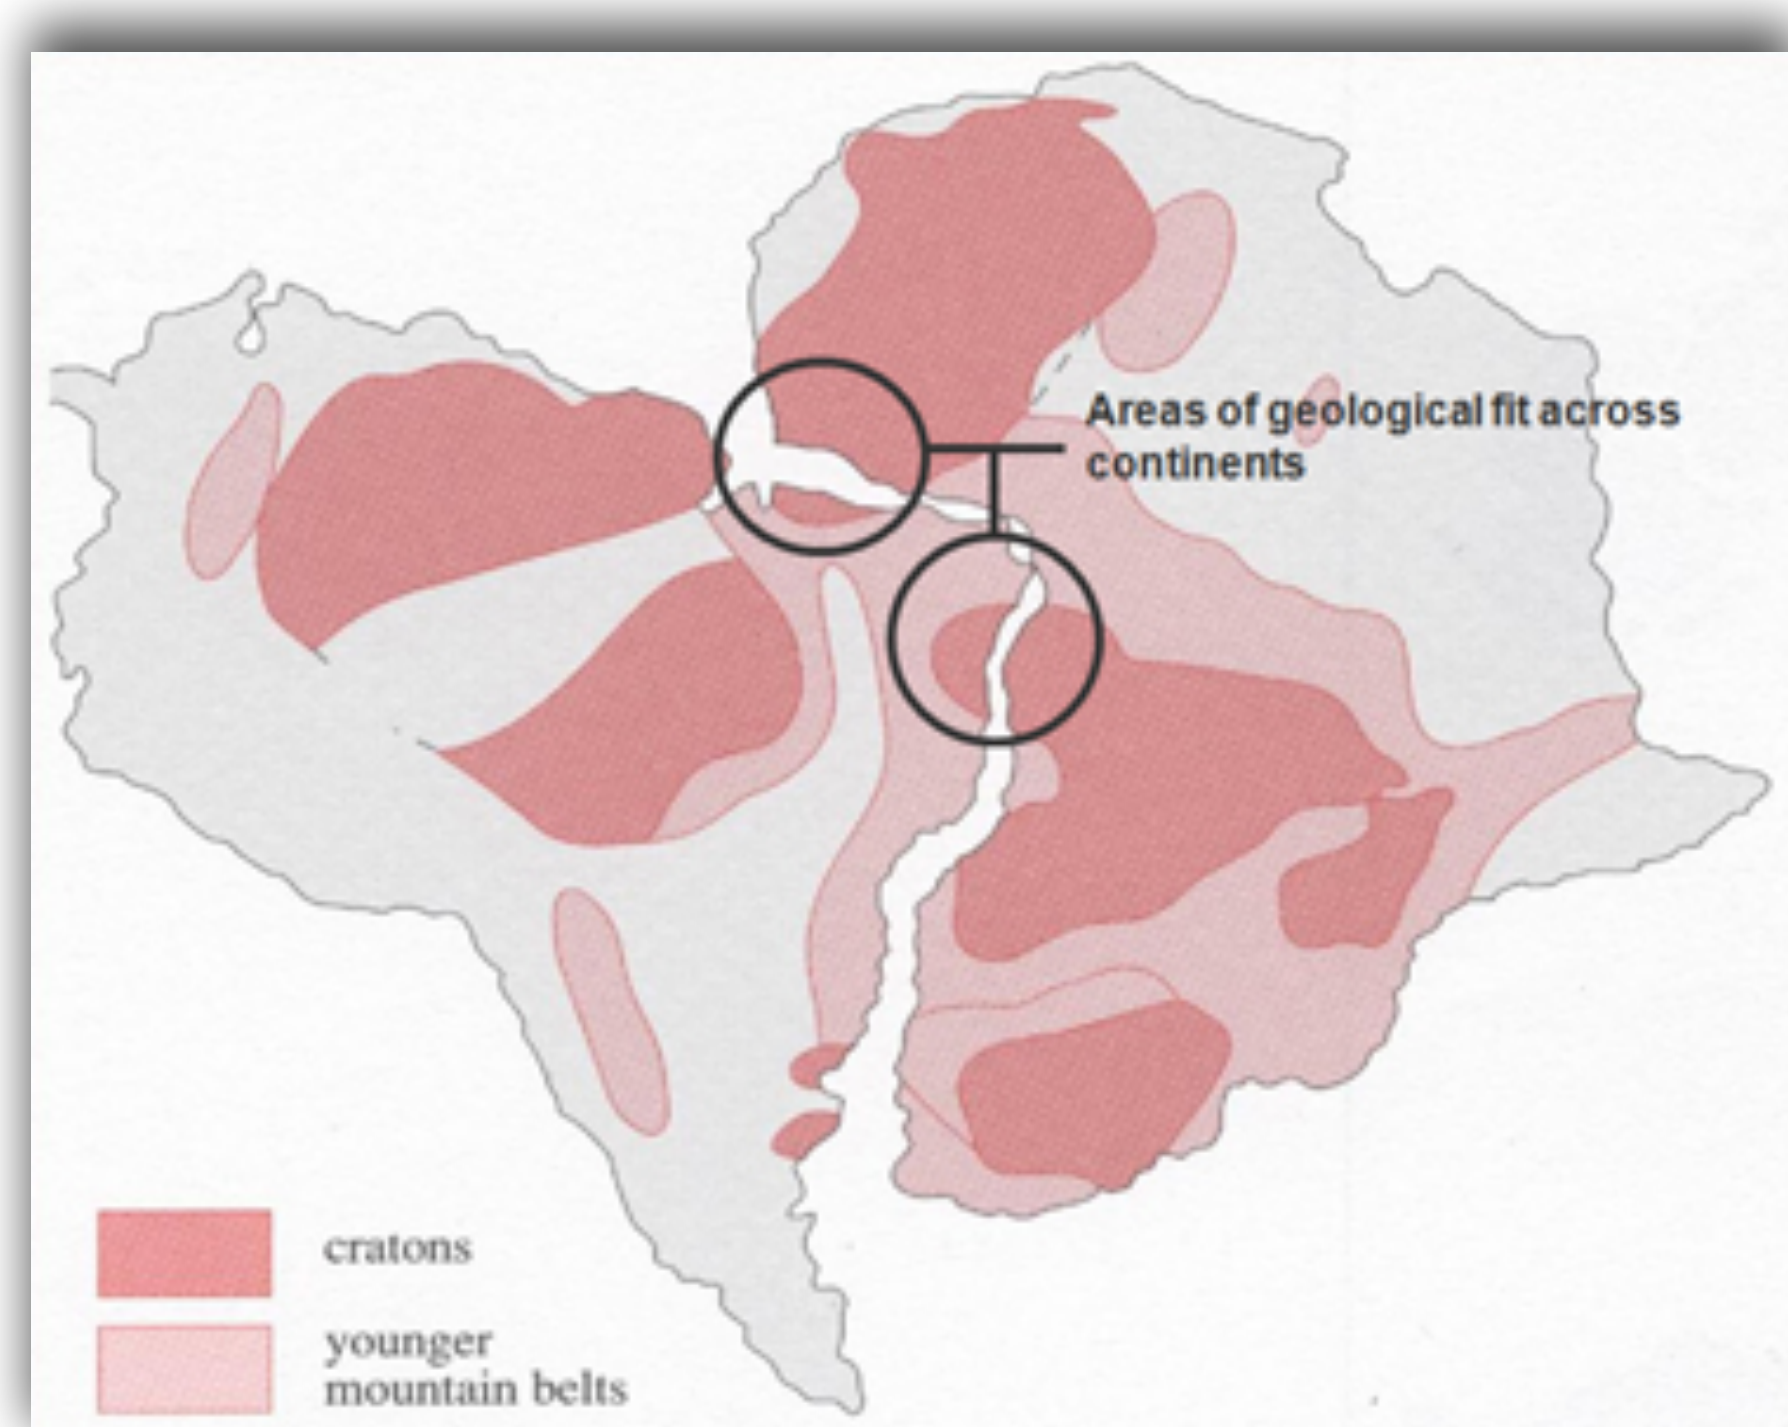 Areas of geological fit across
continents
cratons
younger
mountain belts